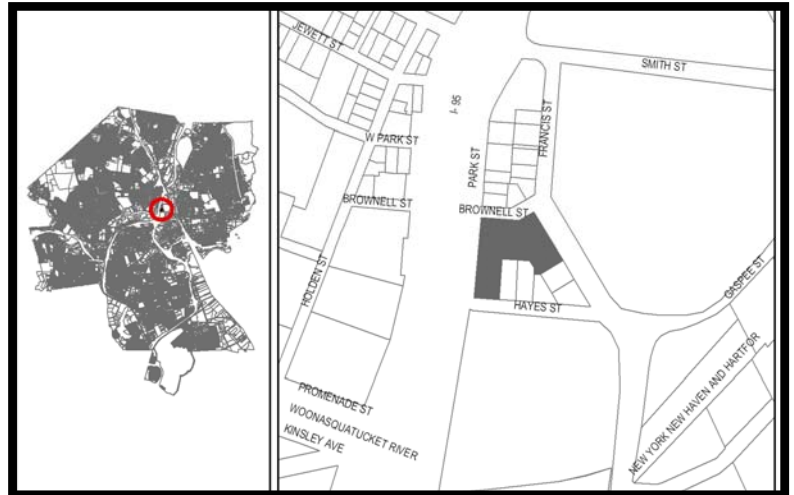 JEWETT ST
SMITH ST
I- 95
FRANCIS ST
W PARK ST
PARK ST
BROWNELL ST
BROWNELL ST
HOLDEN ST
GASPEE ST
HAYES ST
NEW YORK NEW HAVEN AND HARTFOR
PROMENADE ST
WOONASQUATUCKET RIVER
KINSLEY AVE